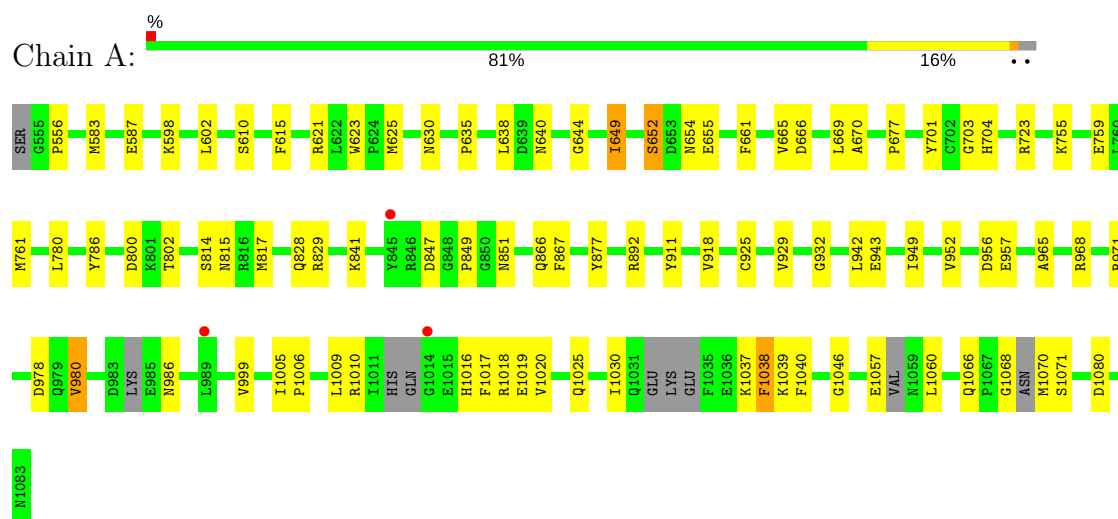 %
Chain A:
81% 16% • •
SER G555 P556 M583 E587 K598 L602 S610 F615 R621 L622 W623 P624 M625 N630 P635 L638 D639 N640 G644 I649 S652 D653 N654 E655 F661 V665 D666 L669 A670 P677 Y701 C702 G703 H704 R723 K755 E759 L760
M761 L780 Y786 D800 K801 T802 S814 N815 R816 M817 Q828 R829 K841 Y845 R846 D847 G848 P849 G850 N851 Q866 F867 Y877 R892 Y911 V918 C925 V929 G932 L942 E943 I949 V952 D956 E957 A965 R968
D978 Q979 V980 D983 LYS E985 N986 L989 V999 I1005 P1006 L1009 R1010 I1011 HIS GLN G1014 E1015 H1016 F1017 R1018 E1019 V1020 Q1025 I1030 Q1031 GLU LYS GLU F1035 E1036 K1037 F1038 K1039 F1040 G1046 E1057 VAL N1059 L1060 Q1066 P1067 G1068 ASN M1070 S1071 D1080
N1083